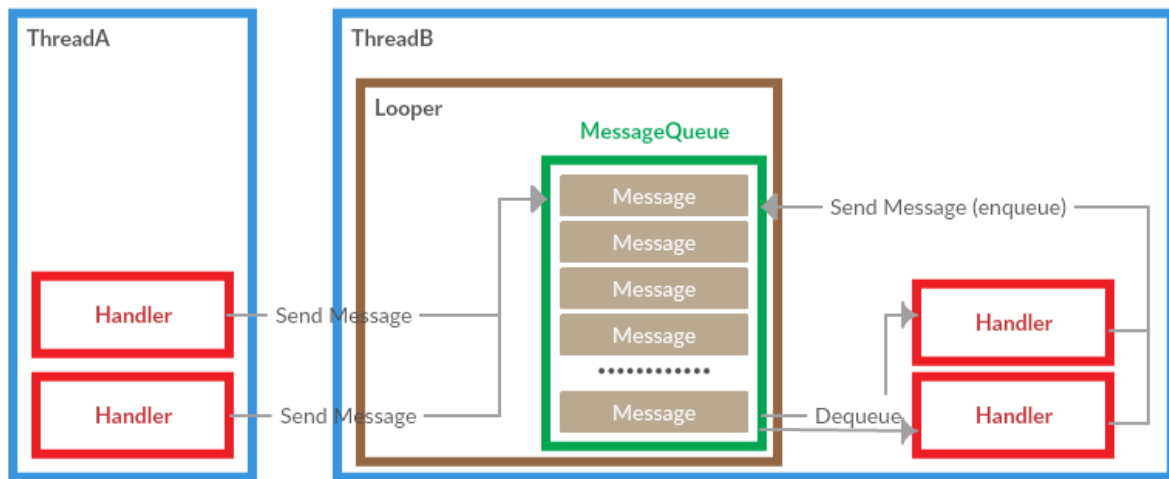 ThreadA
ThreadB
Looper
MessageQueue
Message
Send Message (enqueue)
Message
Message
Handler
Send Message
Message
Handler
••••••••••••
Handler
Send Message
Message
Dequeue
Handler